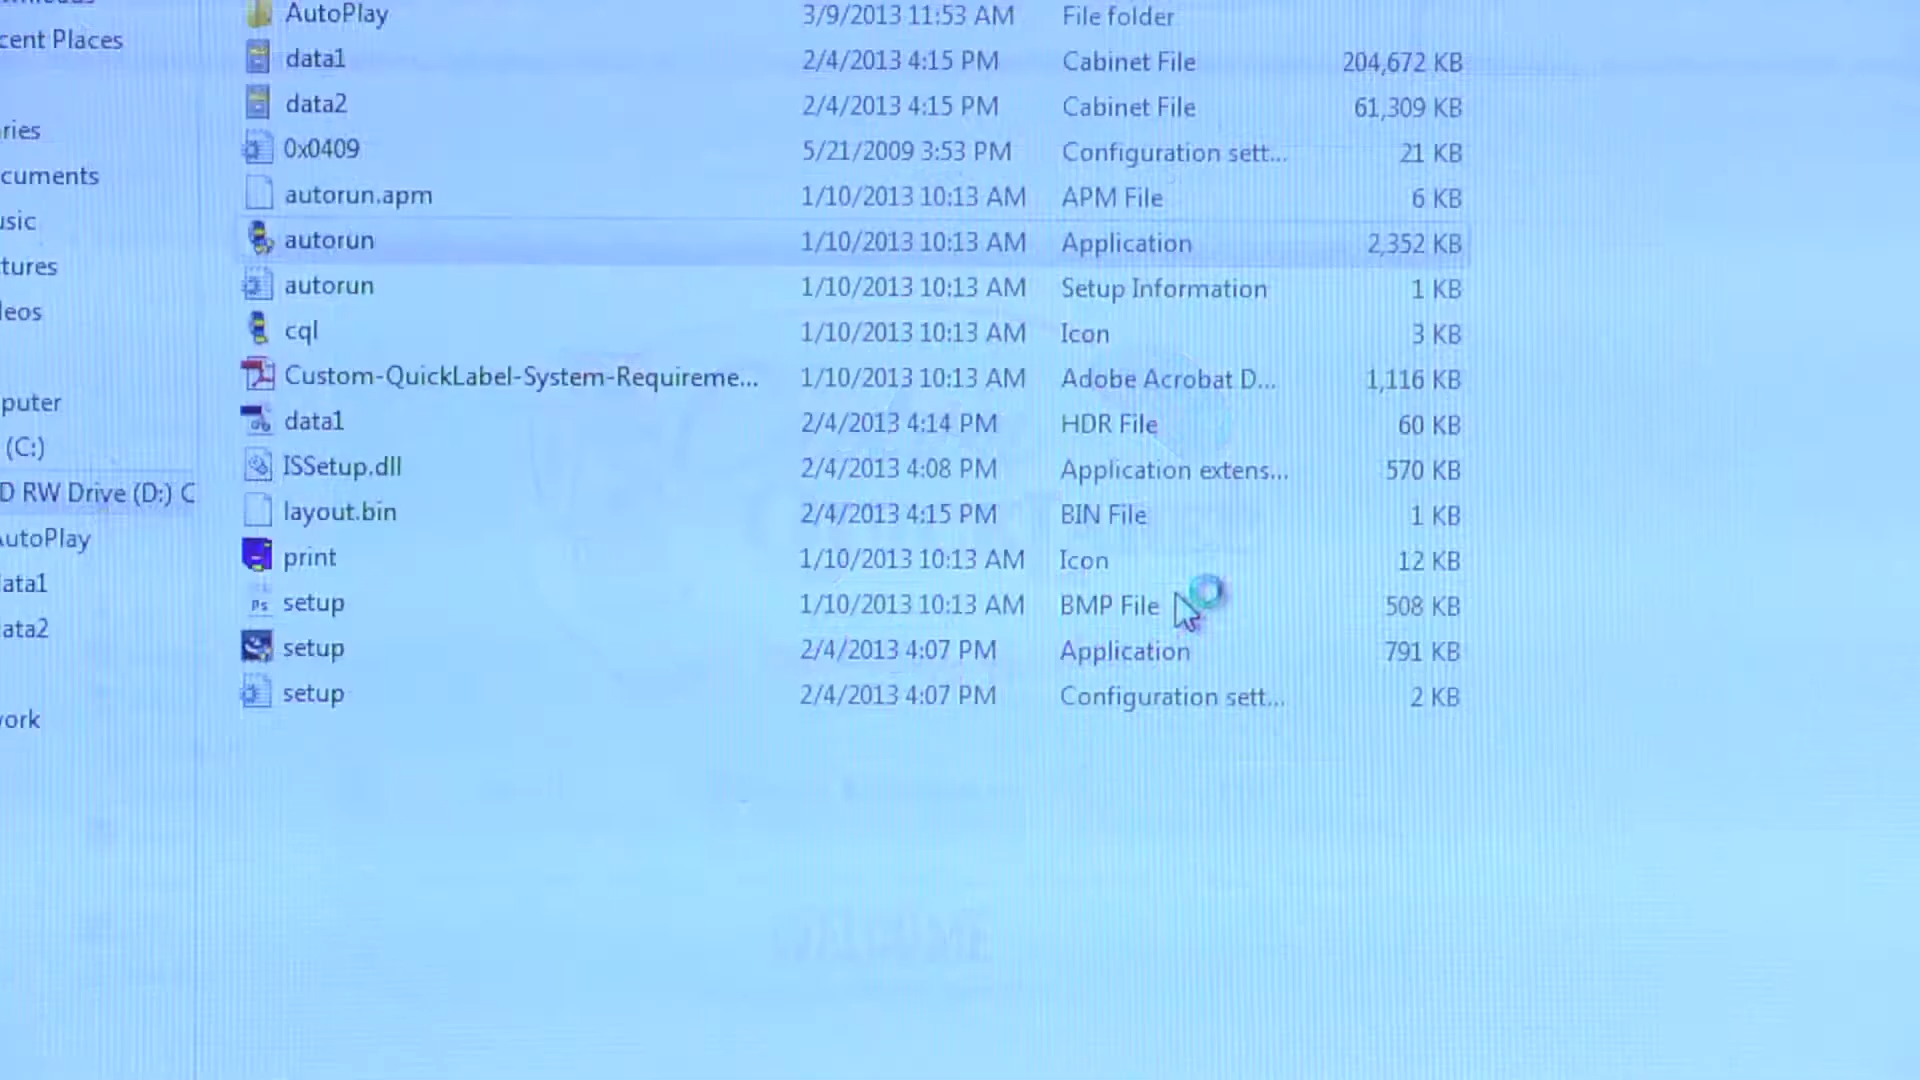 AutoPlay 3/9/2013 11:53 AM File folder
cent Places
data1 2/4/2013 4:15 PM Cabinet File 204,672 KB
data2 2/4/2013 4:15 PM Cabinet File 61,309 KB
ries
0x0409 5/21/2009 3:53 PM Configuration sett... 21 KB
cuments
autorun.apm 1/10/2013 10:13 AM APM File 6 KB
usic
autorun 1/10/2013 10:13 AM Application 2,352 KB
tures
autorun 1/10/2013 10:13 AM Setup Information 1 KB
leos
cql 1/10/2013 10:13 AM Icon 3 KB
Custom-QuickLabel-System-Requireme... 1/10/2013 10:13 AM Adobe Acrobat D... 1,116 KB
puter
data1 2/4/2013 4:14 PM HDR File 60 KB
(C:)
ISSetup.dll 2/4/2013 4:08 PM Application extens... 570 KB
D RW Drive (D:) C
layout.bin 2/4/2013 4:15 PM BIN File 1 KB
AutoPlay
print 1/10/2013 10:13 AM Icon 12 KB
ata1
Ps setup 1/10/2013 10:13 AM BMP File 508 KB
ata2
setup 2/4/2013 4:07 PM Application 791 KB
setup 2/4/2013 4:07 PM Configuration sett... 2 KB
work